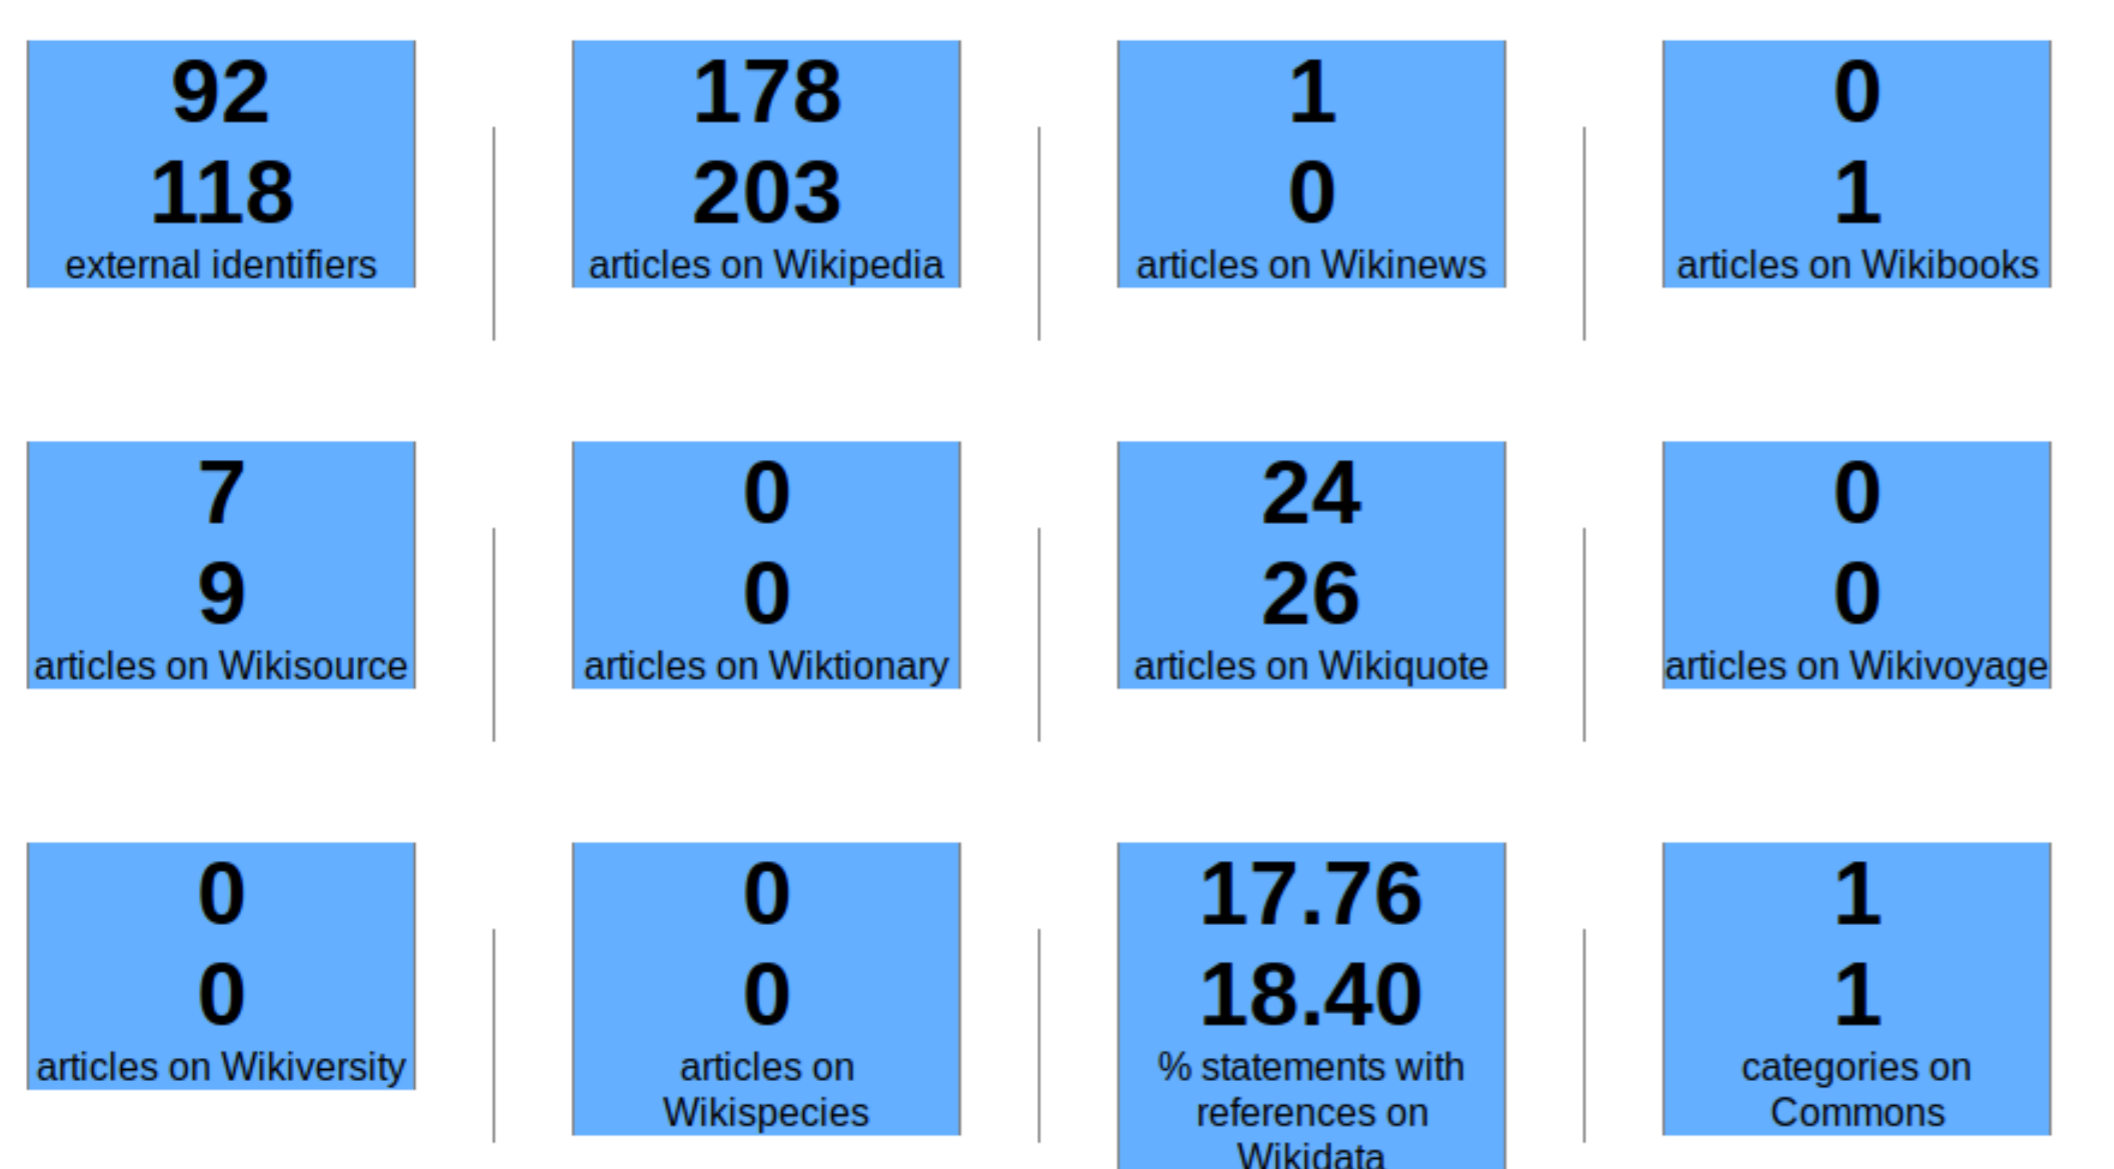 92
118
external identifiers
178
203
articles on Wikipedia
1
0
articles on Wikinews
0
1
articles on Wikibooks
7
9
articles on Wikisource
0
0
articles on Wiktionary
24
26
articles on Wikiquote
0
0
articles on Wikivoyage
0
0
articles on Wikiversity
0
0
articles on
Wikispecies
17.76
18.40
% statements with
references on
Wikidata
1
1
categories on
Commons